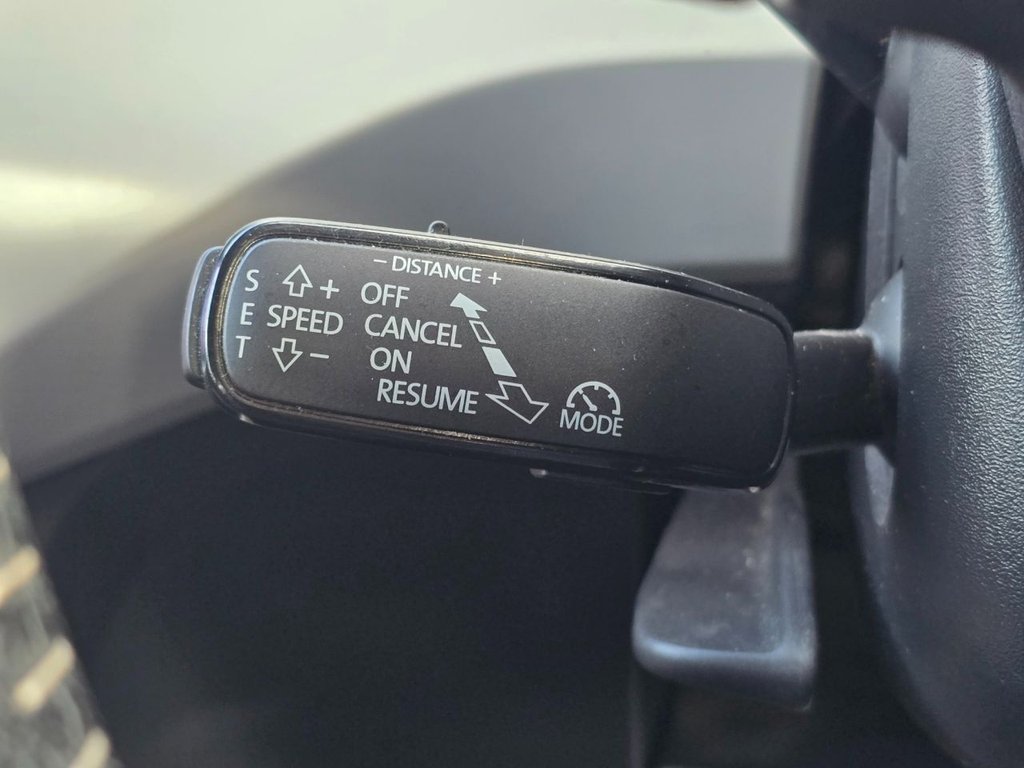 - DISTANCE +
S E T
+
SPEED
-
OFF
CANCEL
ON
RESUME
MODE